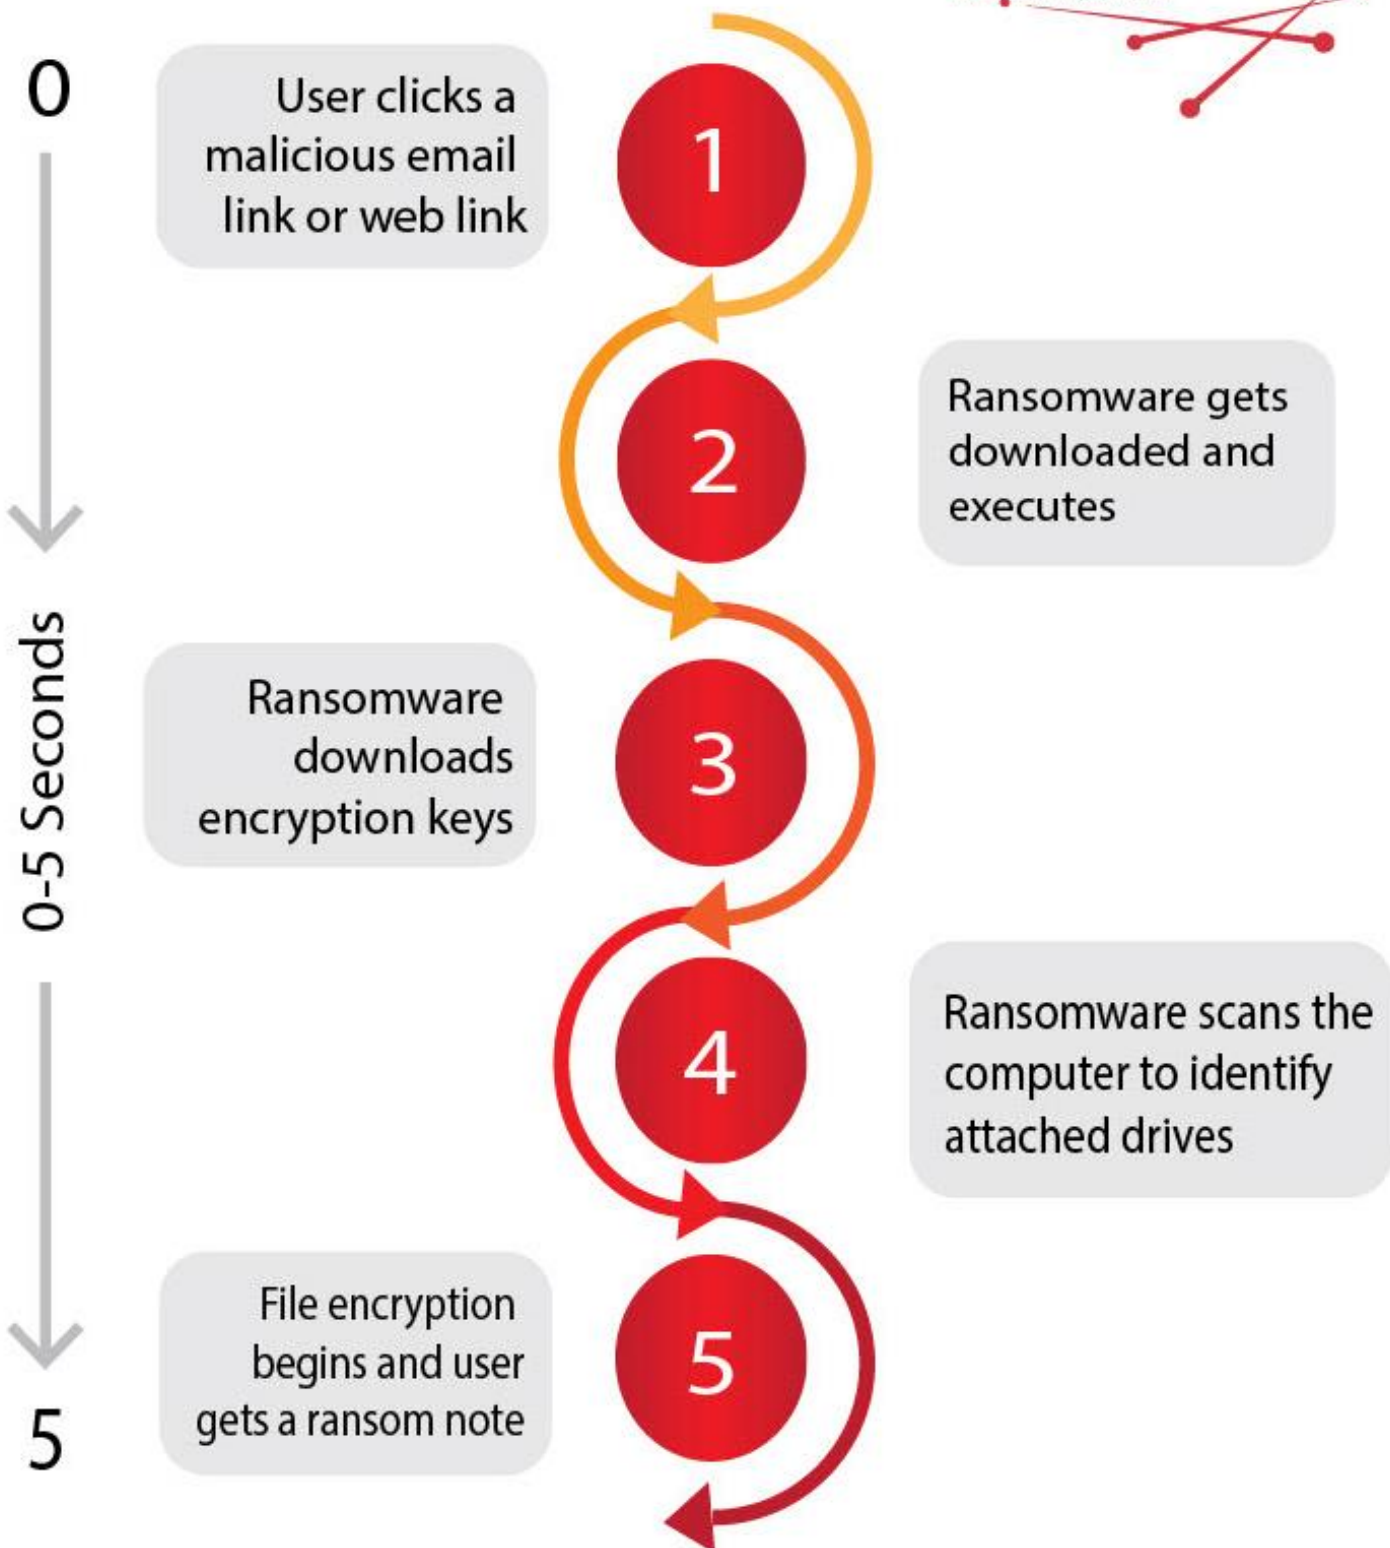 0
User clicks a
malicious email
link or web link
1
2
Ransomware gets
downloaded and
executes
0-5 Seconds
Ransomware
downloads
encryption keys
3
4
Ransomware scans the
computer to identify
attached drives
File encryption
begins and user
gets a ransom note
5
5